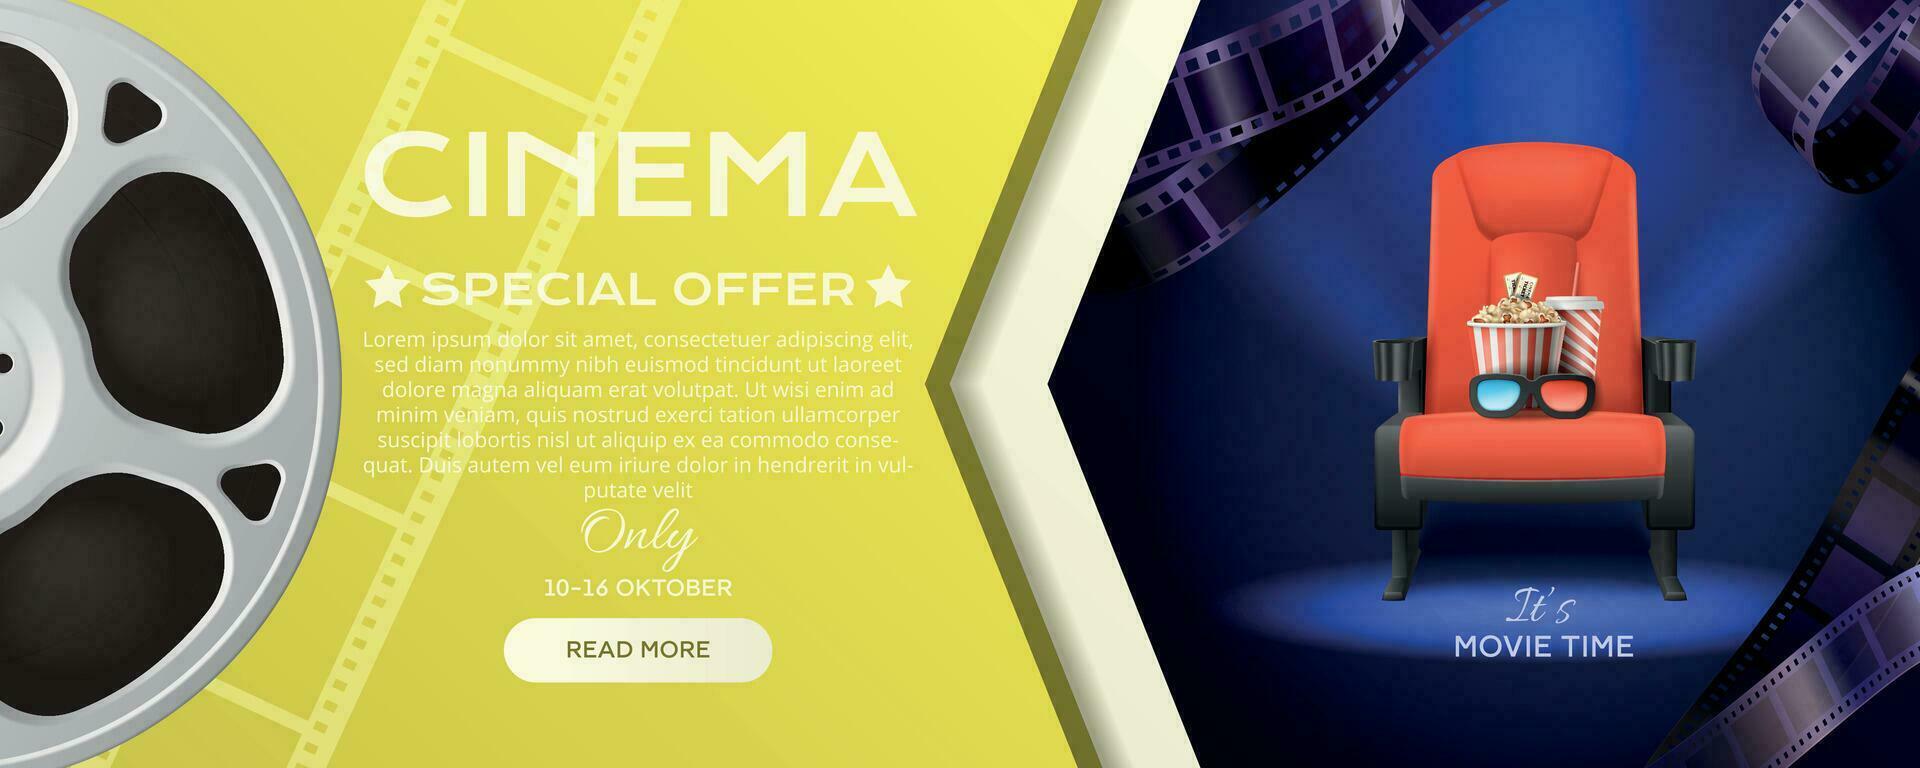 CINEMA
SPECIAL OFFER
Lorem ipsum dolor sit amet, consectetuer adipiscing elit,
sed diam nonummy nibh euismod tincidunt ut laoreet
dolore magna aliquam erat volutpat. Ut wisi enim ad
minim veniam, quis nostrud exerci tation ullamcorper
suscipit lobortis nisl ut aliquip ex ea commodo conse-
quat. Duis autem vel eum iriure dolor in hendrerit in vul-
putate velit
Only
10-16 OKTOBER
READ MORE
It's
MOVIE TIME